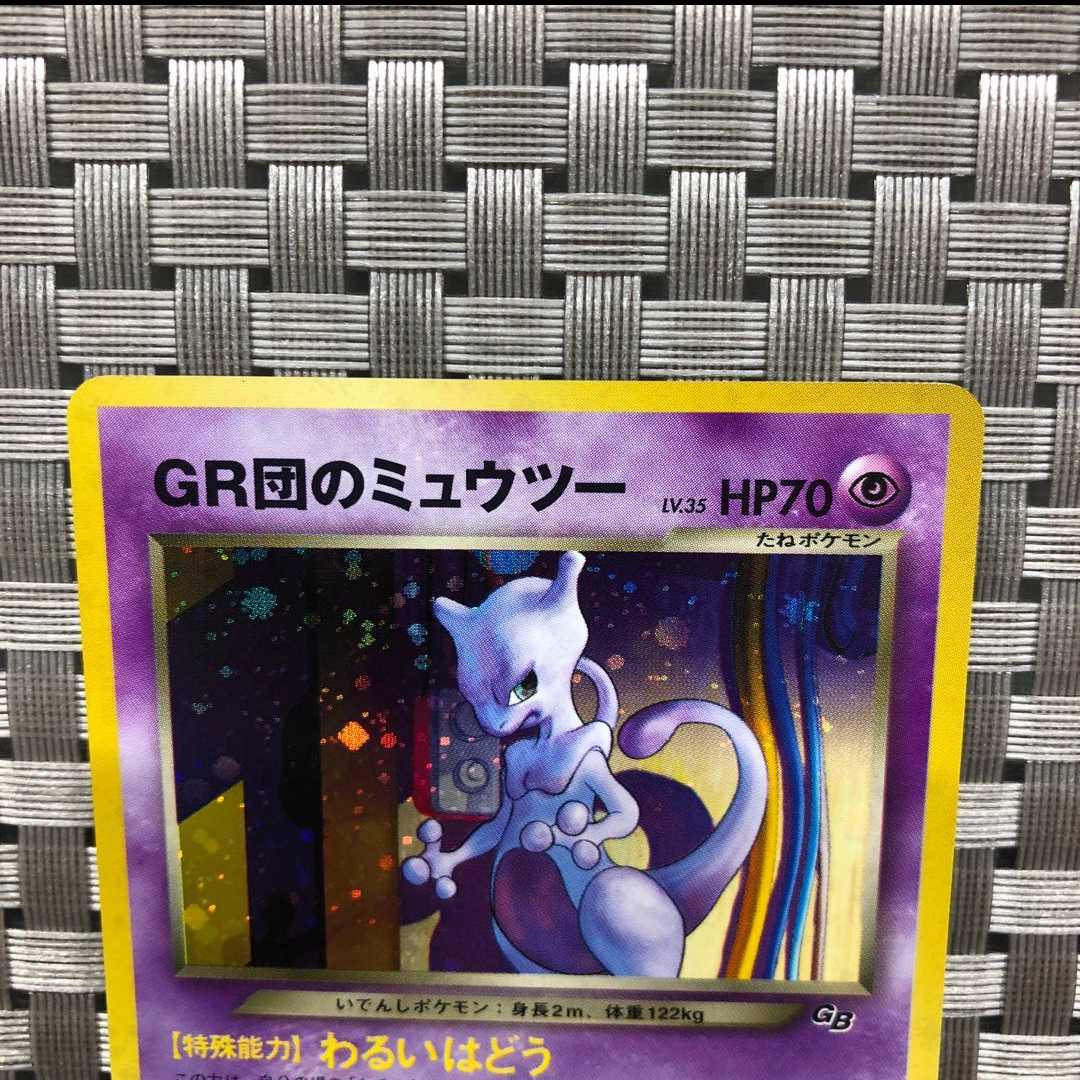 GR団のミュウツー LV.35 HP70
たねポケモン
いでんしポケモン：身長2m、体重122kg
GB
【特殊能力】わるいはどう